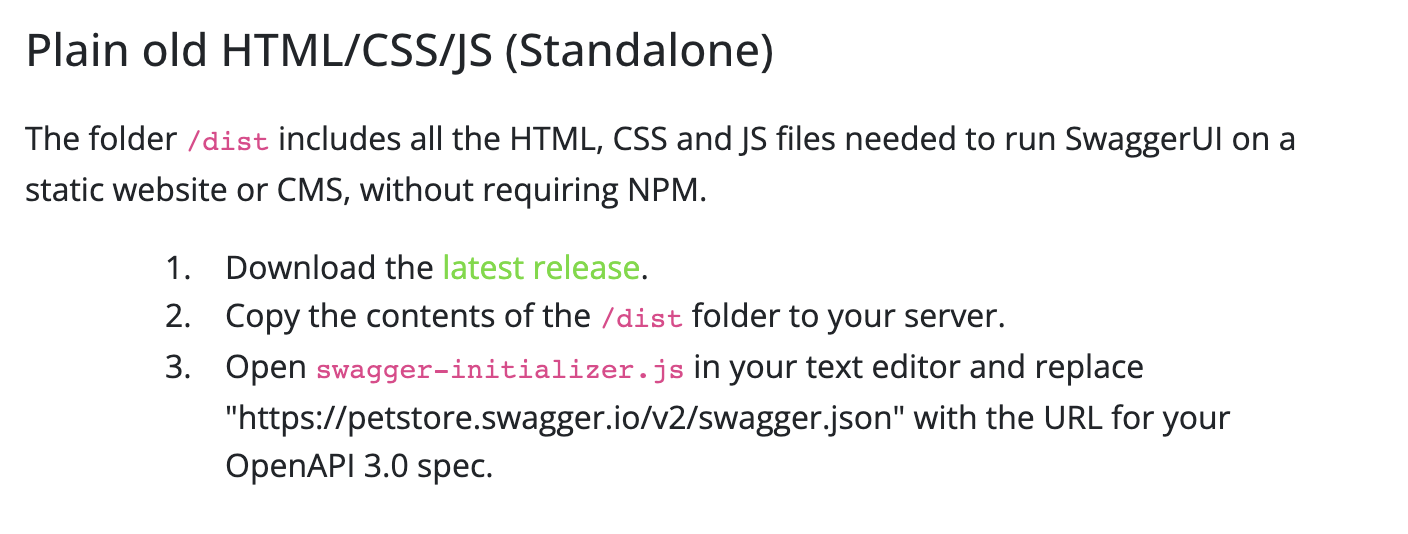 Plain old HTML/CSS/JS (Standalone)
The folder /dist includes all the HTML, CSS and JS files needed to run SwaggerUI on a
static website or CMS, without requiring NPM.
1. Download the latest release.
2. Copy the contents of the /dist folder to your server.
3. Open swagger-initializer.js in your text editor and replace
"https://petstore.swagger.io/v2/swagger.json" with the URL for your
OpenAPI 3.0 spec.